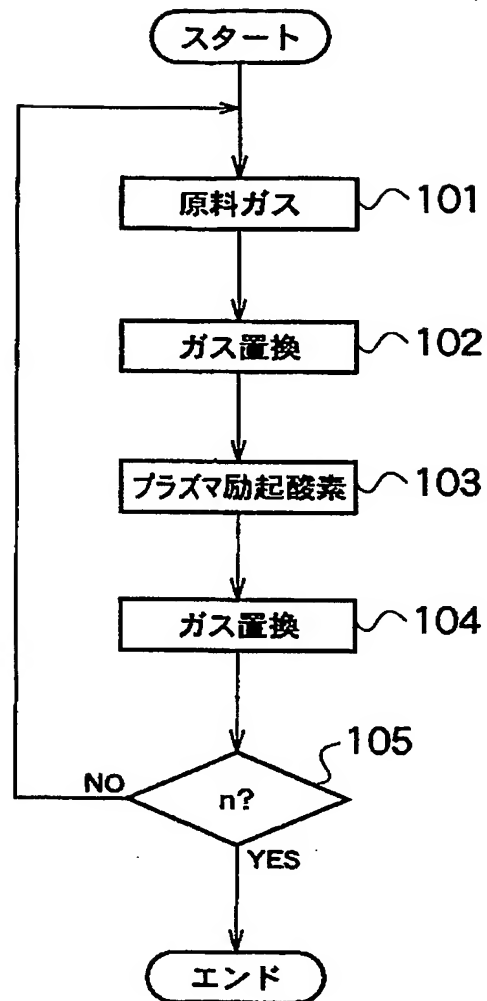 スタート
原料ガス 101
ガス置換 102
プラズマ励起酸素 103
ガス置換 104
105
NO n?
YES
エンド